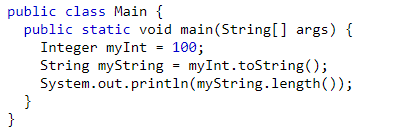 public class Main {
  public static void main(String[] args) {
    Integer myInt = 100;
    String myString = myInt.toString();
    System.out.println(myString.length());
  }
}